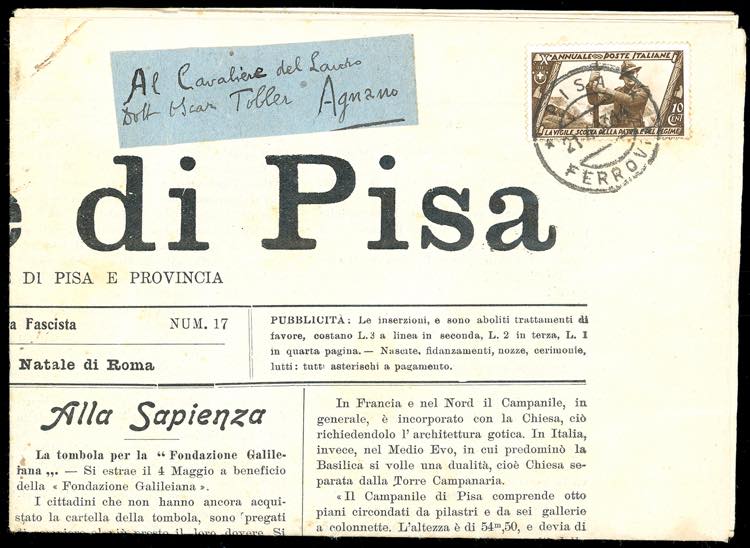 Al Cavaliere del Lavoro
Dott Oscar Tobler Agnano
X ANNUALE POSTE ITALIANE
10
CENT
LA VIGILE SCOLTA DELLA PATRIA E DEL REGIME
PISA
21
FERROV.
e di Pisa
E DI PISA E PROVINCIA
a Fascista NUM. 17
Natale di Roma
PUBBLICITÀ: Le inserzioni, e sono aboliti trattamenti di
favore, costano L. 3 a linea in seconda, L. 2 in terza, L. 1
in quarta pagina. — Nascite, fidanzamenti, nozze, cerimonie,
lutti: tutti asterischi a pagamento.
Alla Sapienza
La tombola per la “ Fondazione Galile-
iana „. — Si estrae il 4 Maggio a beneficio
della « Fondazione Galileiana ».
I cittadini che non hanno ancora acqui-
stato la cartella della tombola, sono pregati
In Francia e nel Nord il Campanile, in
generale, è incorporato con la Chiesa, ciò
richiedendolo l' architettura gotica. In Italia,
invece, nel Medio Evo, in cui predominò la
Basilica si volle una dualità, cioè Chiesa se-
parata dalla Torre Campanaria.
« Il Campanile di Pisa comprende otto
piani circondati da pilastri e da sei gallerie
a colonnette. L'altezza è di 54ᵐ,50, e devia di